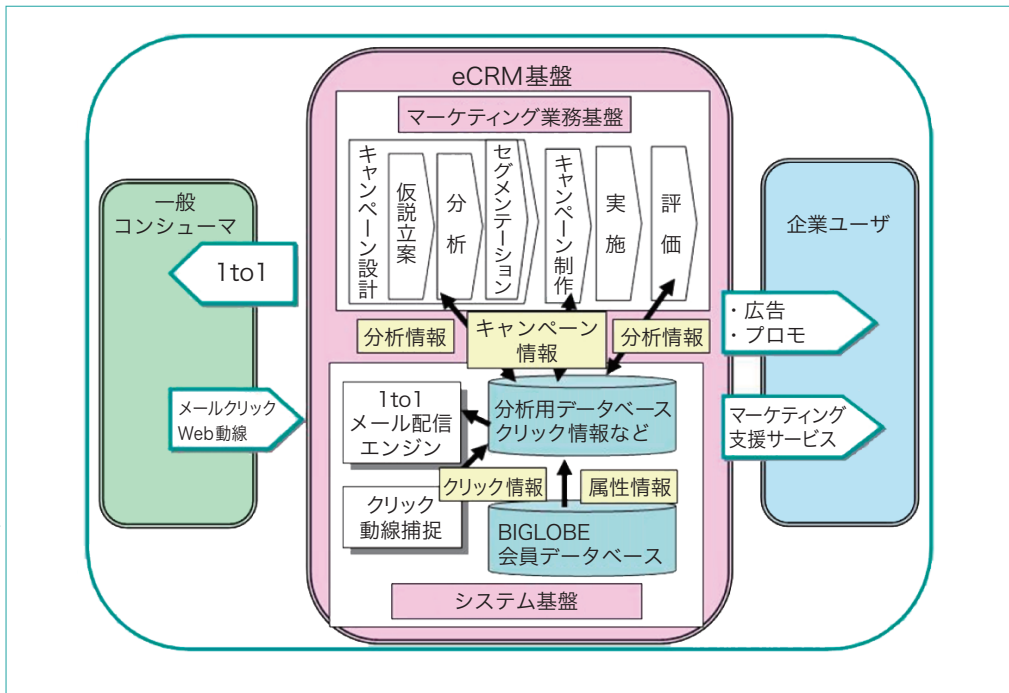 eCRM基盤
マーケティング業務基盤
キャンペーン設計
仮説立案
分析
セグメンテーション
キャンペーン制作
実施
評価
一般
コンシューマ
1to1
メールクリック
Web動線
企業ユーザ
・広告
・プロモ
マーケティング
支援サービス
分析情報
キャンペーン
情報
分析情報
1to1
メール配信
エンジン
分析用データベース
クリック情報など
クリック情報
属性情報
クリック
動線捕捉
BIGLOBE
会員データベース
システム基盤